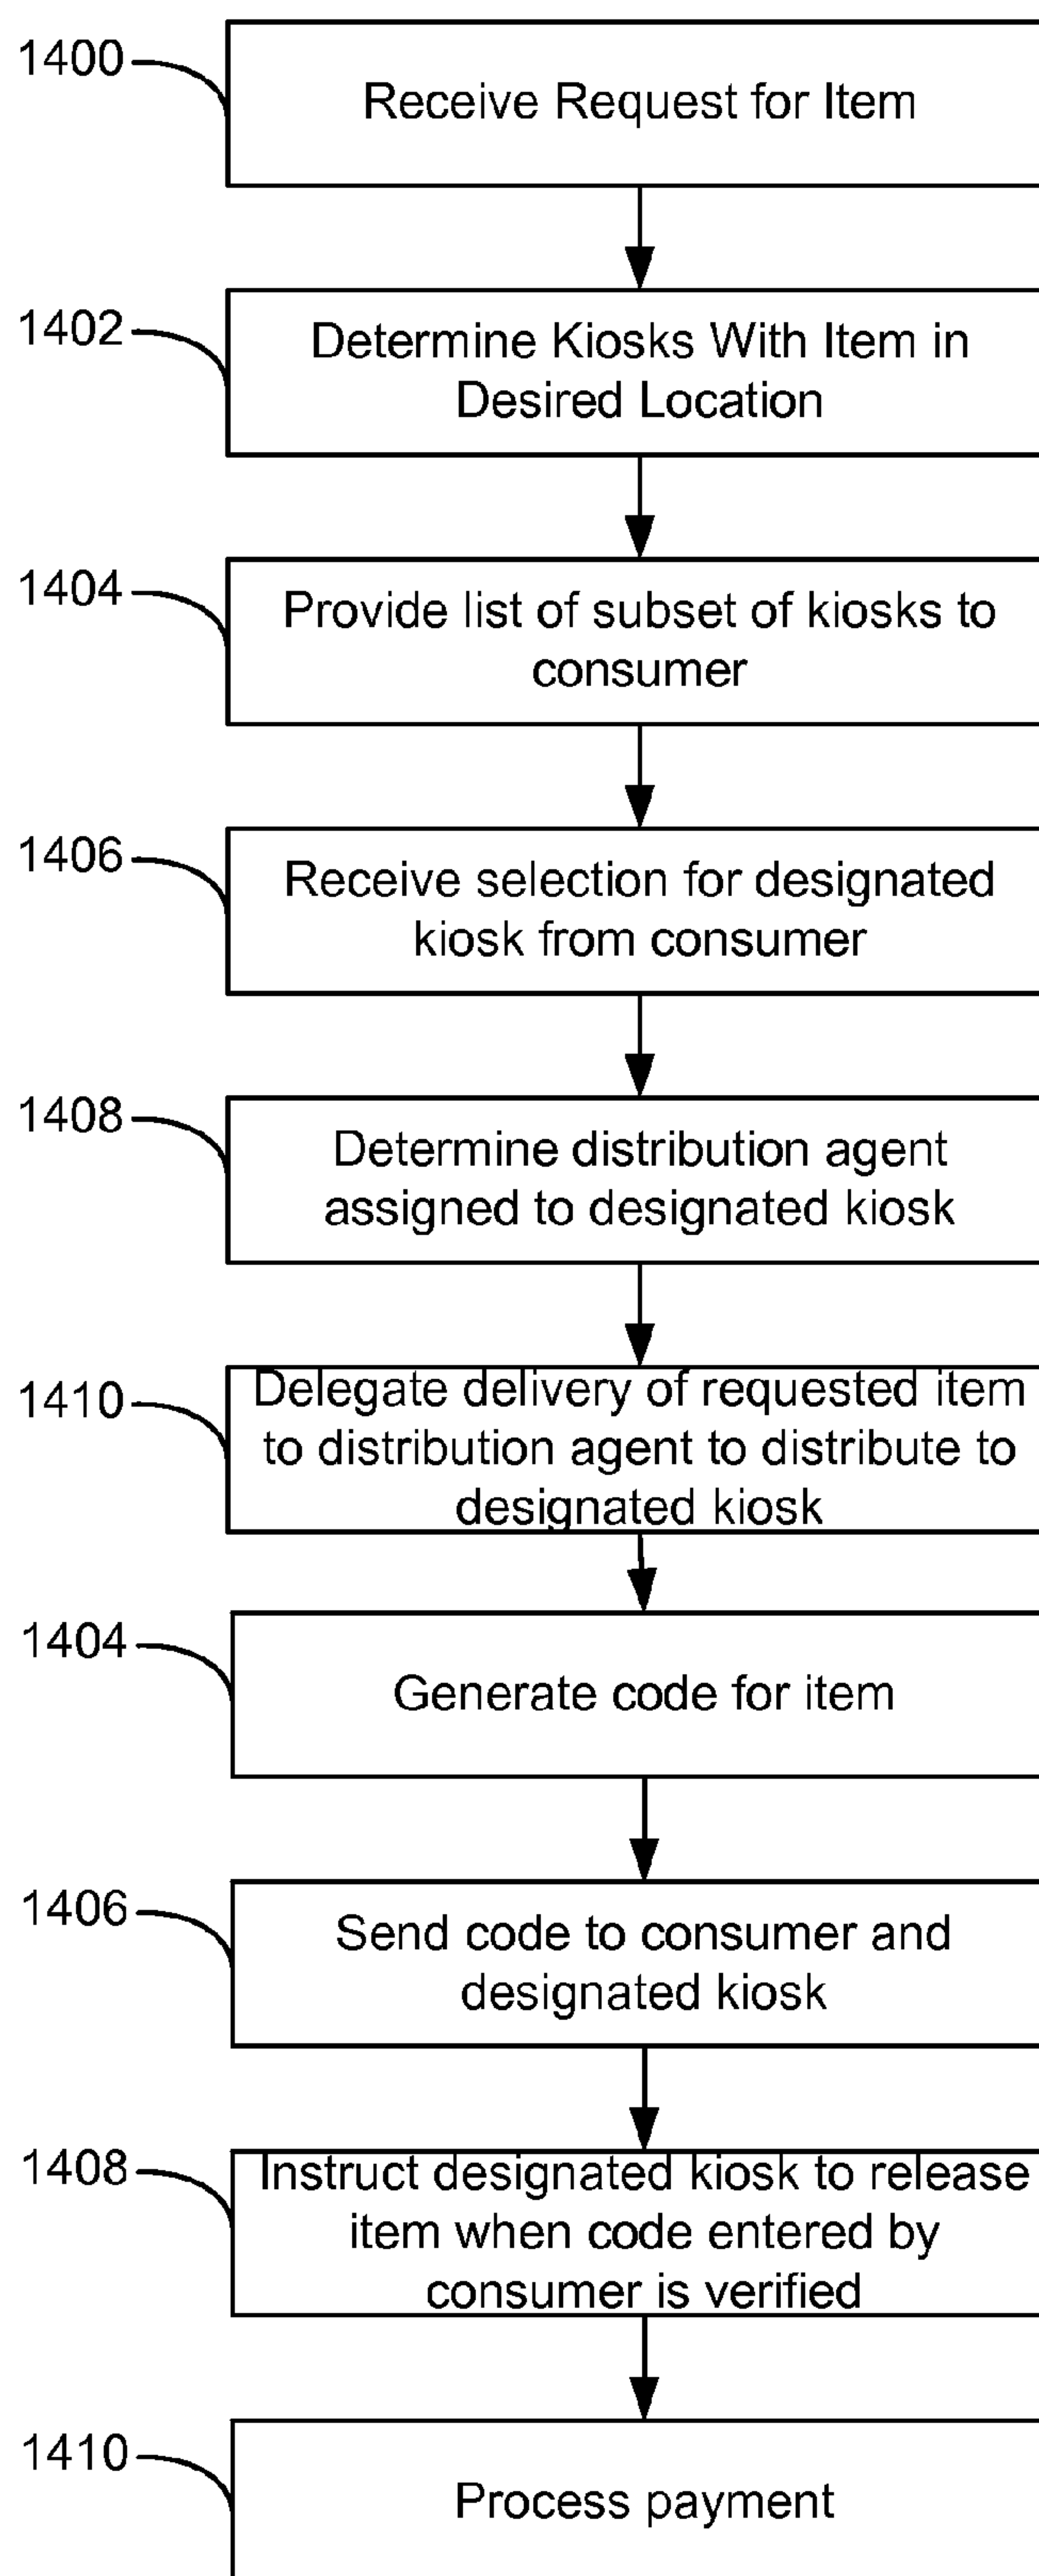 1400
Receive Request for Item
1402
Determine Kiosks With Item in
Desired Location
1404
Provide list of subset of kiosks to
consumer
1406
Receive selection for designated
kiosk from consumer
1408
Determine distribution agent
assigned to designated kiosk
1410
Delegate delivery of requested item
to distribution agent to distribute to
designated kiosk
1404
Generate code for item
1406
Send code to consumer and
designated kiosk
1408
Instruct designated kiosk to release
item when code entered by
consumer is verified
1410
Process payment